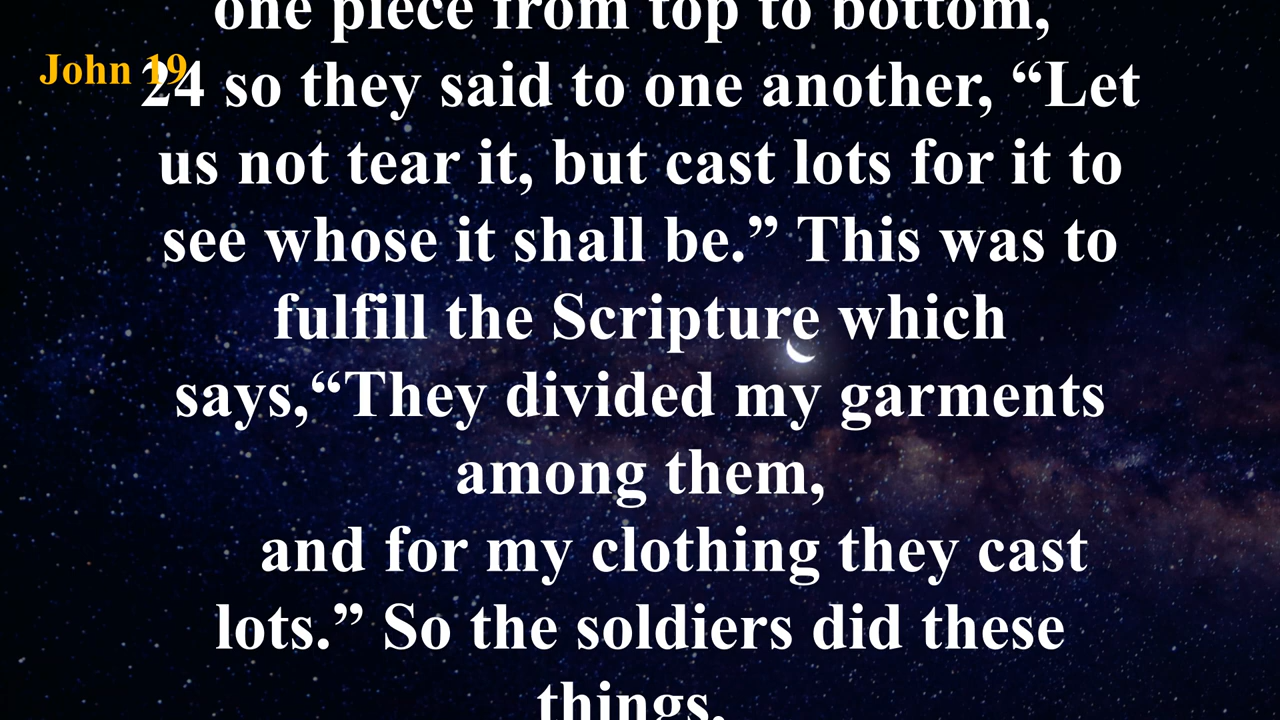 one piece from top to bottom,
John 19
24 so they said to one another, “Let
us not tear it, but cast lots for it to
see whose it shall be.” This was to
fulfill the Scripture which
says,“They divided my garments
among them,
and for my clothing they cast
lots.” So the soldiers did these
things.